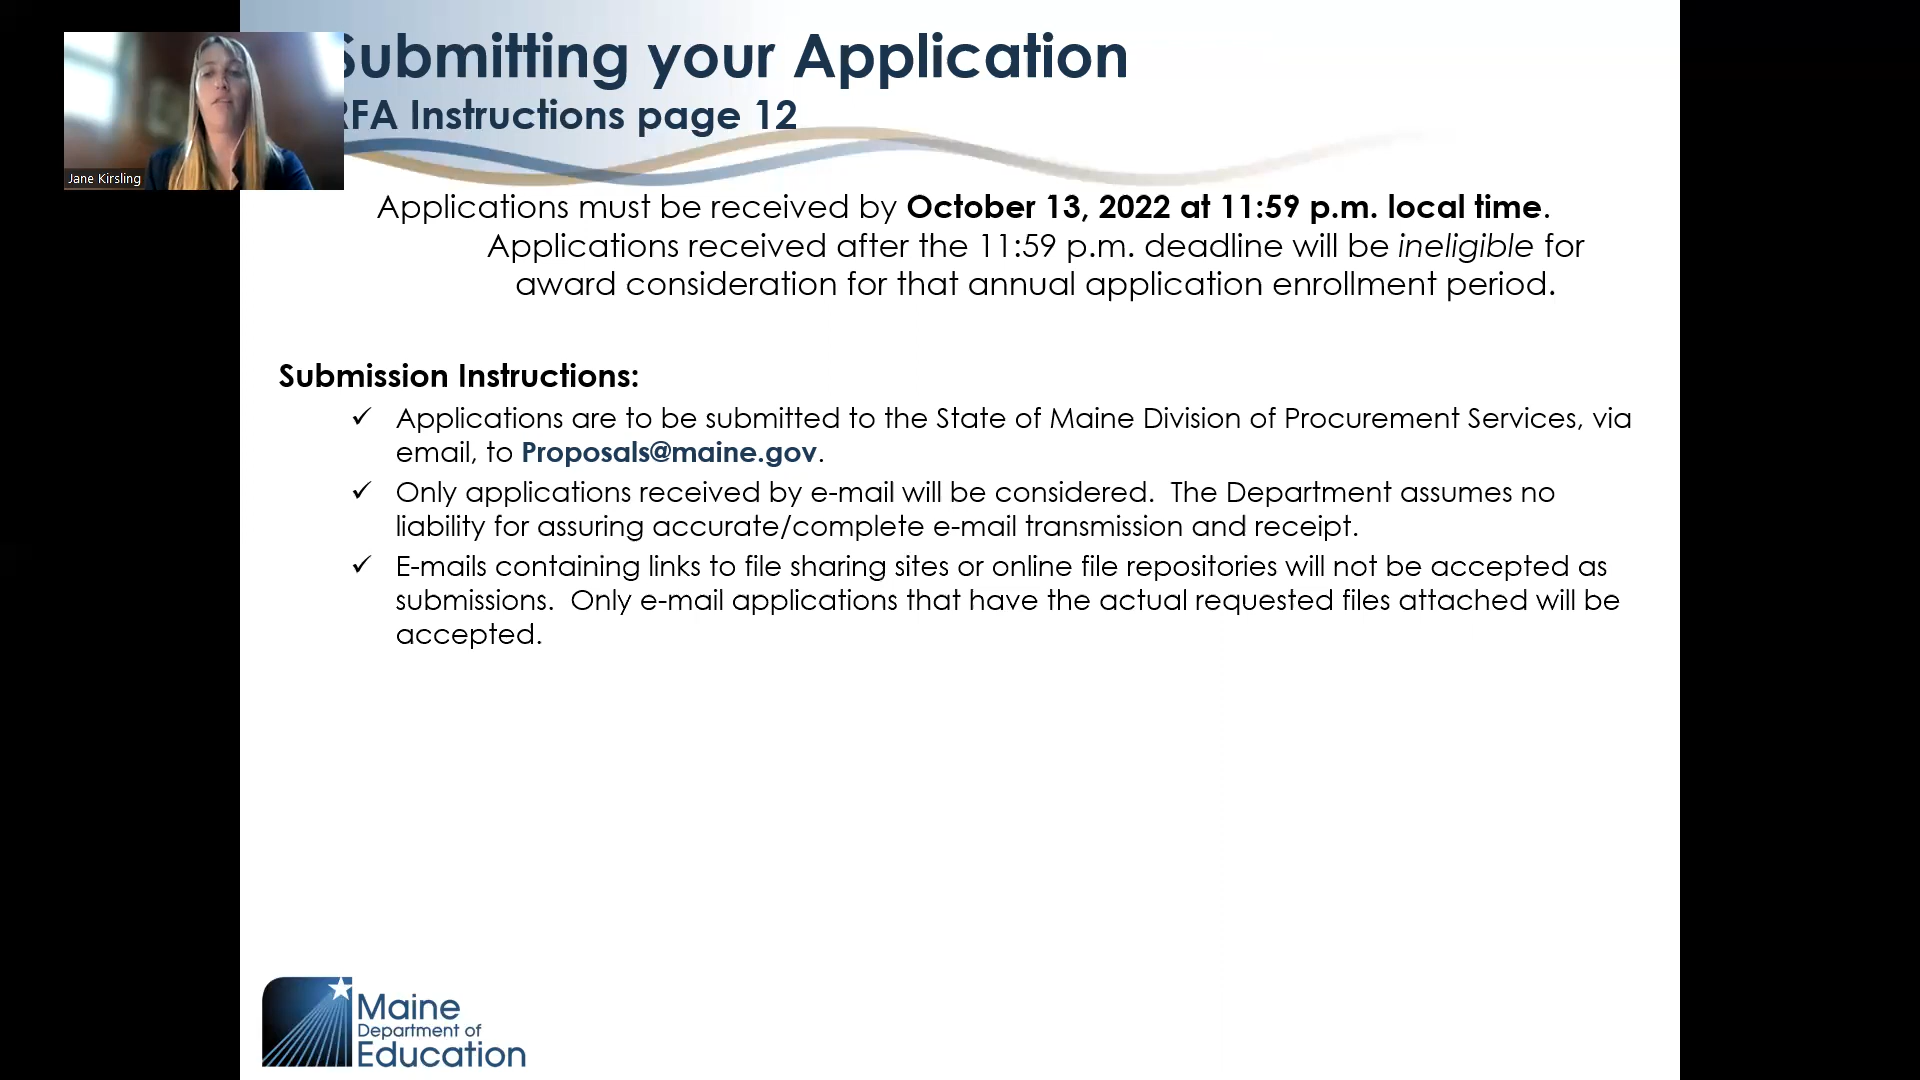 Submitting your Application
RFA Instructions page 12
Jane Kirsling
Applications must be received by October 13, 2022 at 11:59 p.m. local time.
Applications received after the 11:59 p.m. deadline will be ineligible for
award consideration for that annual application enrollment period.
Submission Instructions:
✓ Applications are to be submitted to the State of Maine Division of Procurement Services, via
email, to Proposals@maine.gov.
✓ Only applications received by e-mail will be considered.  The Department assumes no
liability for assuring accurate/complete e-mail transmission and receipt.
✓ E-mails containing links to file sharing sites or online file repositories will not be accepted as
submissions.  Only e-mail applications that have the actual requested files attached will be
accepted.
Maine
Department of
Education